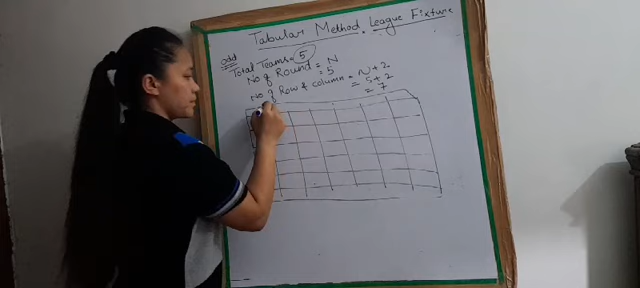 Tabular Method. League Fixture
odd
Total Teams = 5
No of Round = N
= 5
No of Row & column = N + 2
= 5 + 2
= 7